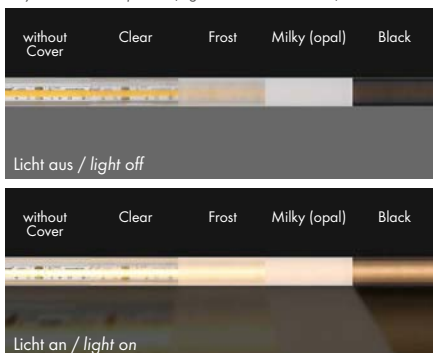 without Clear Frost Milky (opal) Black
Cover
Licht aus / light off
without Clear Frost Milky (opal) Black
Cover
Licht an / light on